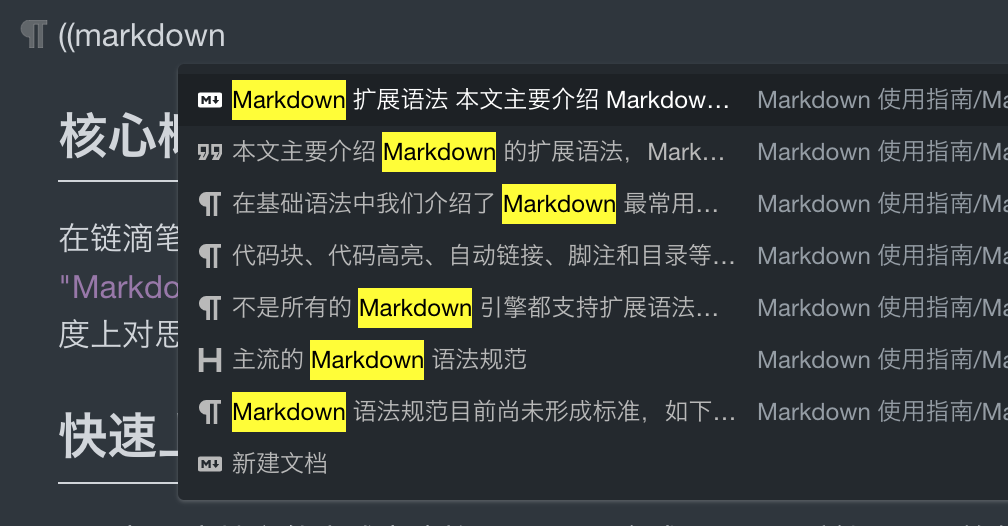 ((markdown
Markdown 扩展语法 本文主要介绍 Markdow… Markdown 使用指南/Ma
本文主要介绍 Markdown 的扩展语法，Mark… Markdown 使用指南/Ma
在基础语法中我们介绍了 Markdown 最常用… Markdown 使用指南/Ma
代码块、代码高亮、自动链接、脚注和目录等… Markdown 使用指南/Ma
不是所有的 Markdown 引擎都支持扩展语法… Markdown 使用指南/Ma
主流的 Markdown 语法规范 Markdown 使用指南/Ma
Markdown 语法规范目前尚未形成标准，如下… Markdown 使用指南/Ma
新建文档
核心
在链滴笔
"Markdo
度上对思
快速